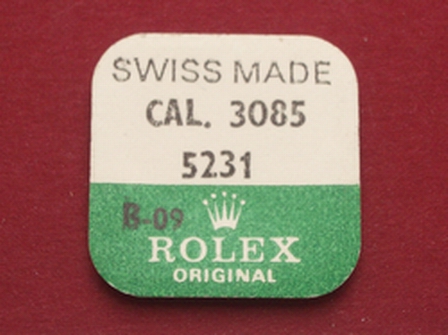 SWISS MADE
CAL. 3085
5231
B-09
ROLEX
ORIGINAL